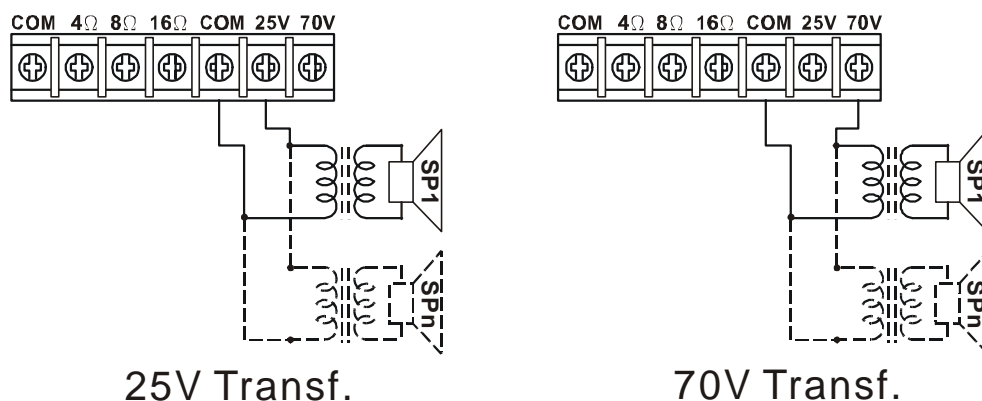 COM 4Ω 8Ω 16Ω COM 25V 70V
SP1
SPn
25V Transf.
COM 4Ω 8Ω 16Ω COM 25V 70V
SP1
SPn
70V Transf.